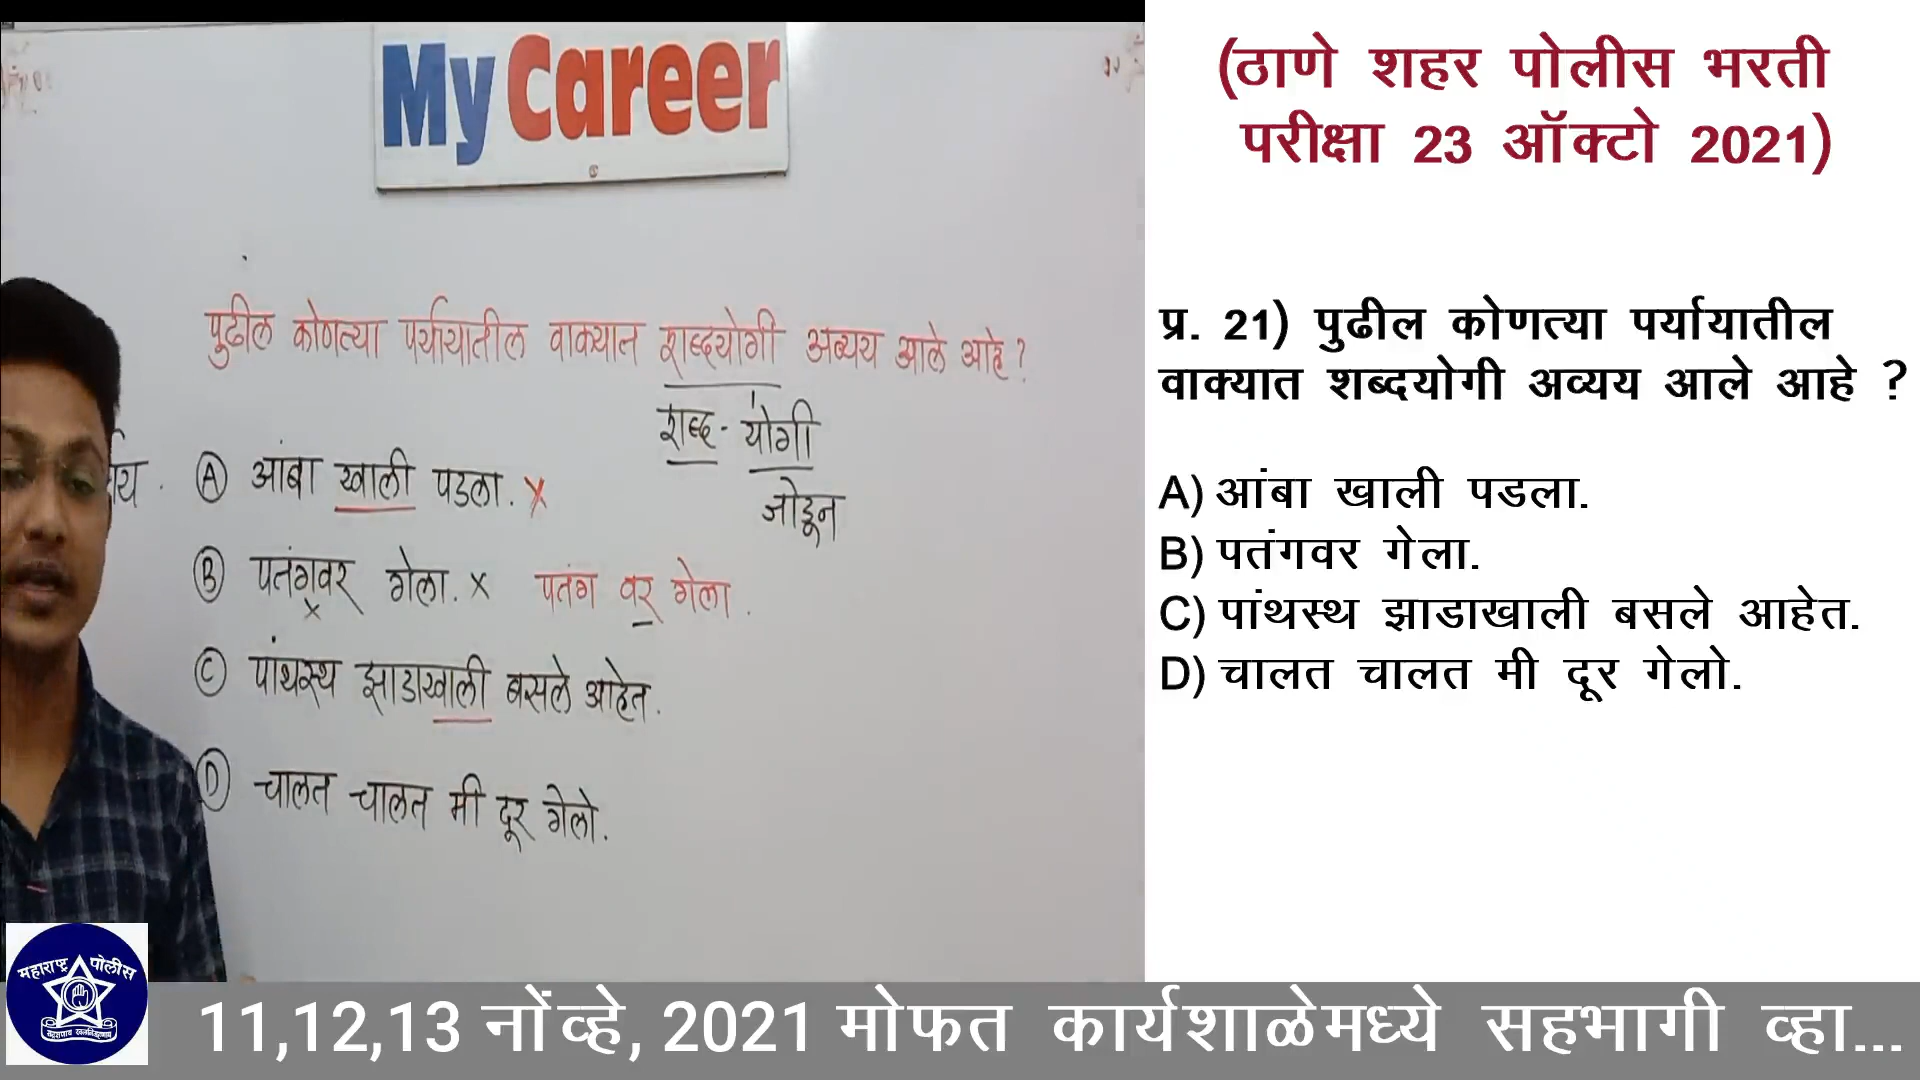 My Career
पुढील कोणत्या पर्यायातील वाक्यात शब्दयोगी अव्यय आले आहे ?
शब्द - योगी
जोडून
A आंबा खाली पडला. x
B पतंगवर गेला. x पतंग वर गेला.
C पांथस्थ झाडाखाली बसले आहेत.
D चालत चालत मी दूर गेलो.
(ठाणे शहर पोलीस भरती
परीक्षा 23 ऑक्टो 2021)
प्र. 21) पुढील कोणत्या पर्यायातील
वाक्यात शब्दयोगी अव्यय आले आहे ?
A) आंबा खाली पडला.
B) पतंगवर गेला.
C) पांथस्थ झाडाखाली बसले आहेत.
D) चालत चालत मी दूर गेलो.
महाराष्ट्र पोलीस
11,12,13 नोंव्हे, 2021 मोफत कार्यशाळेमध्ये सहभागी व्हा...